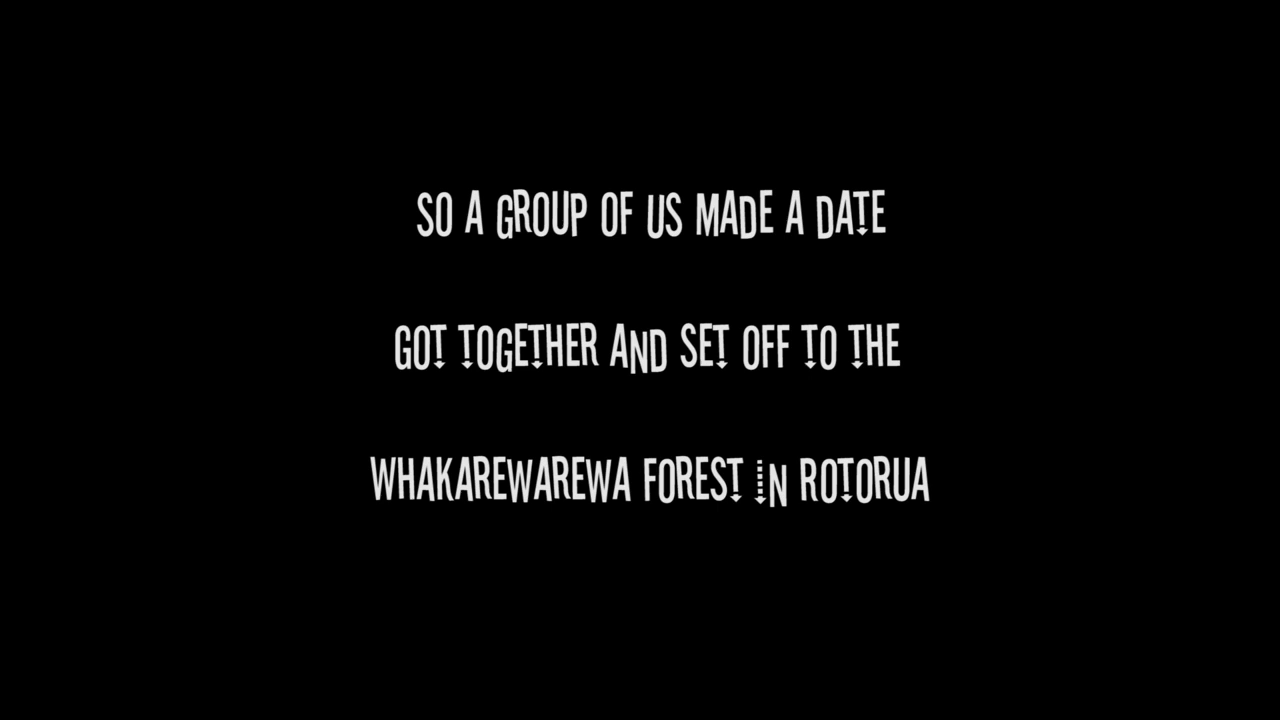 SO A GROUP OF US MADE A DATE
GOT TOGETHER AND SET OFF TO THE
WHAKAREWAREWA FOREST IN ROTORUA